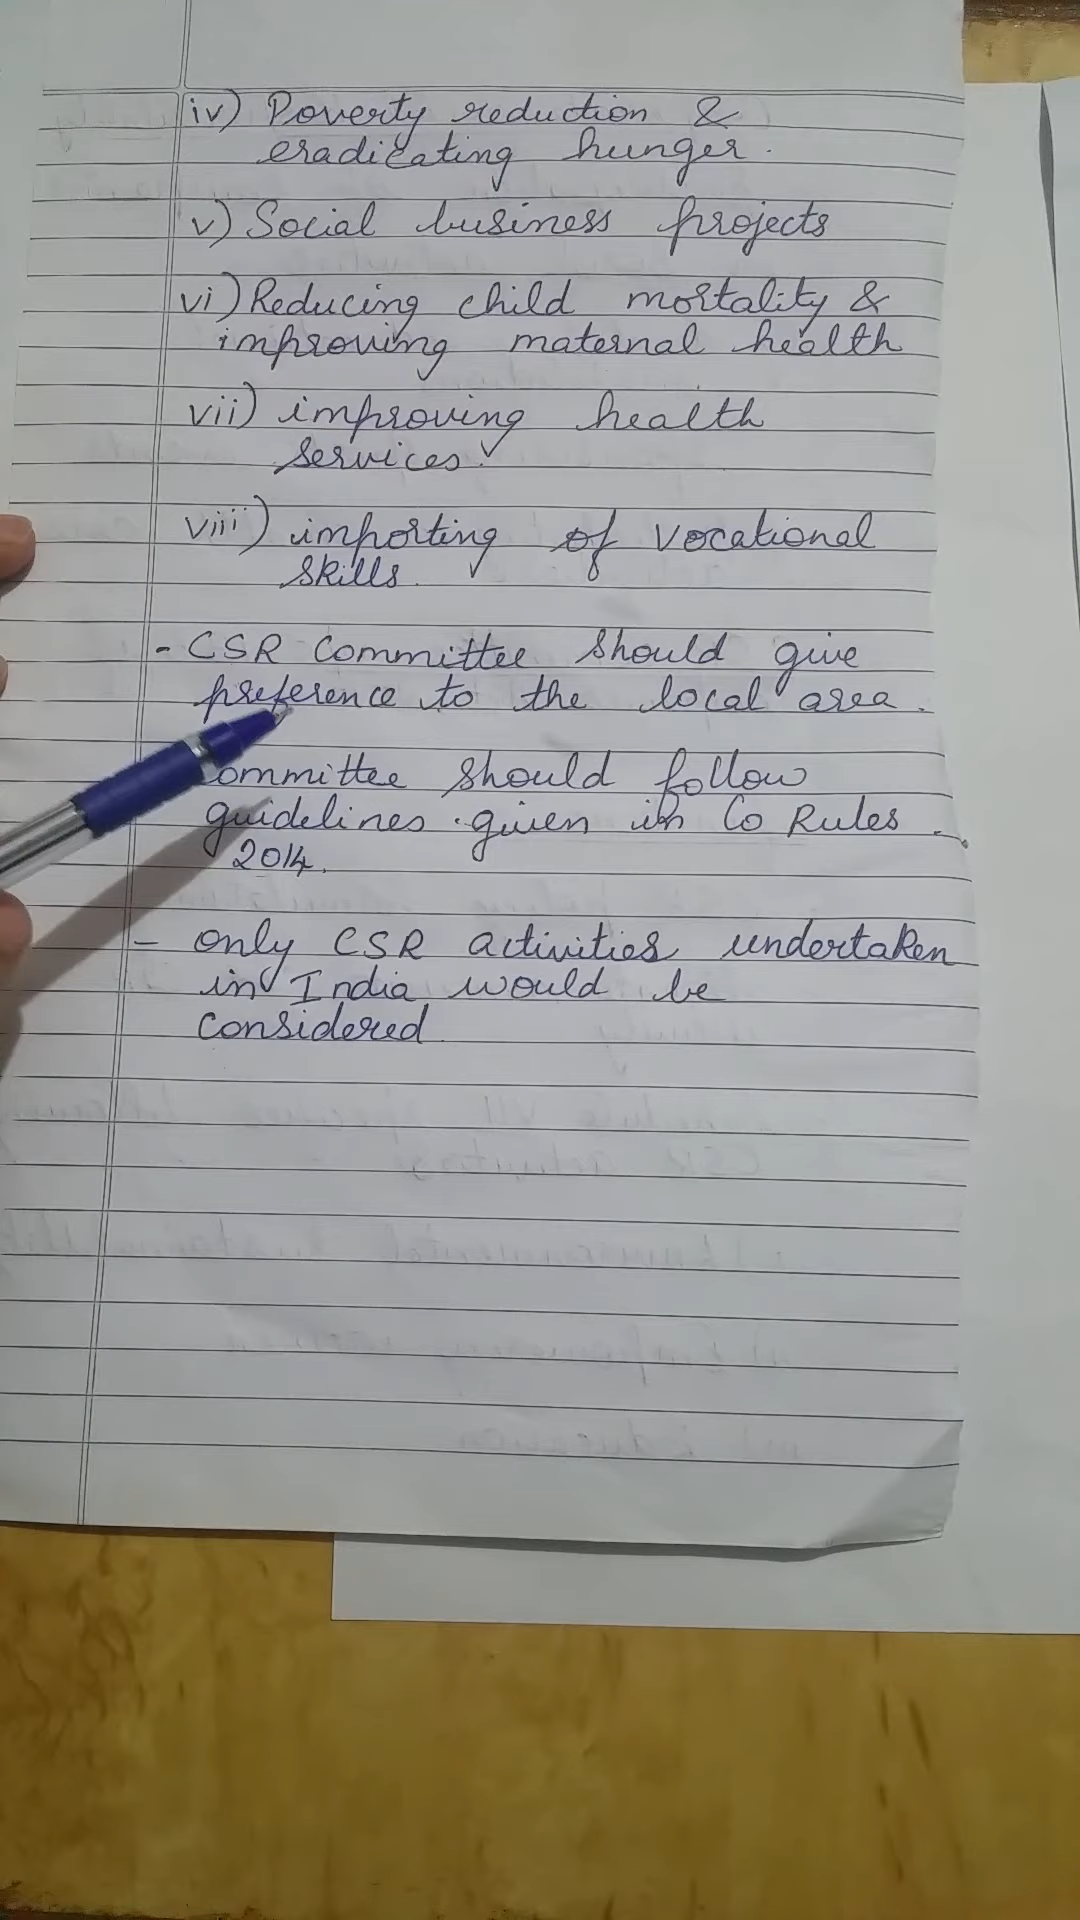 iv) Poverty reduction &
eradicating hunger.
v) Social business projects
vi) Reducing child mortality &
improving maternal health
vii) improving health
services.
viii) importing of vocational
skills.
- CSR Committee should give
preference to the local area.
committee should follow
guidelines given in Co Rules.
2014.
- only CSR activities undertaken
in India would be
considered